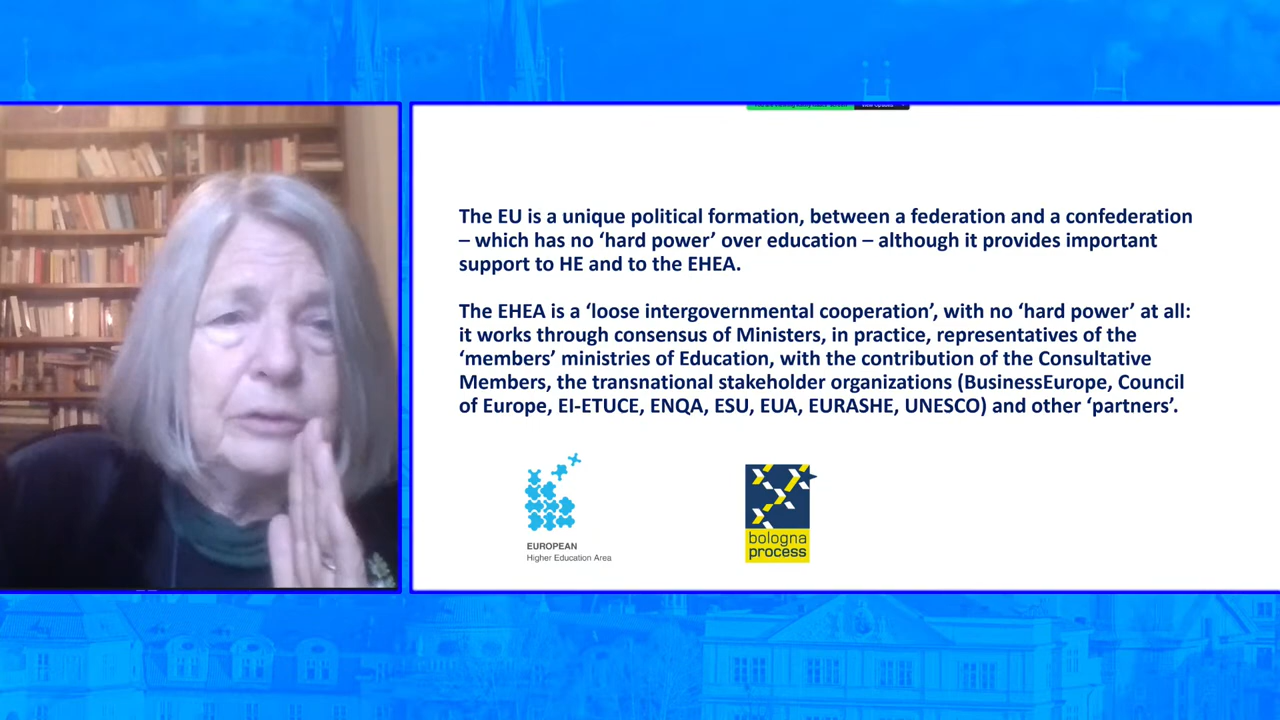 The EU is a unique political formation, between a federation and a confederation
– which has no ‘hard power’ over education – although it provides important
support to HE and to the EHEA.
The EHEA is a ‘loose intergovernmental cooperation’, with no ‘hard power’ at all:
it works through consensus of Ministers, in practice, representatives of the
‘members’ ministries of Education, with the contribution of the Consultative
Members, the transnational stakeholder organizations (BusinessEurope, Council
of Europe, EI-ETUCE, ENQA, ESU, EUA, EURASHE, UNESCO) and other ‘partners’.
EUROPEAN
Higher Education Area
bologna
process